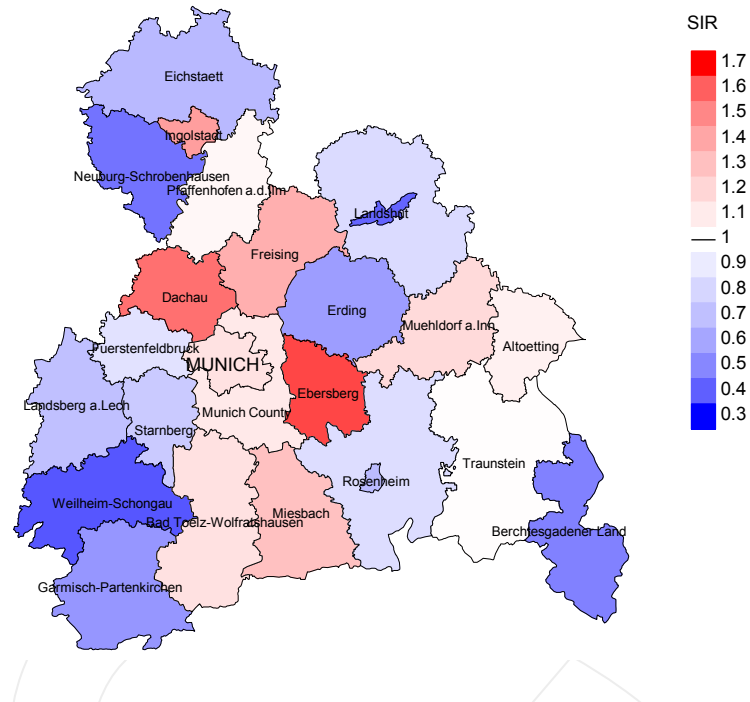 SIR
1.7
1.6
1.5
1.4
1.3
1.2
1.1
1
0.9
0.8
0.7
0.6
0.5
0.4
0.3
Eichstaett
Ingolstadt
Neuburg-Schrobenhausen
Pfaffenhofen a.d.Ilm
Landshut
Freising
Dachau
Erding
Muehldorf a.Inn
Altoetting
Fuerstenfeldbruck
MUNICH
Ebersberg
Landsberg a.Lech
Munich County
Starnberg
Traunstein
Rosenheim
Weilheim-Schongau
Miesbach
Bad Toelz-Wolfratshausen
Berchtesgadener Land
Garmisch-Partenkirchen